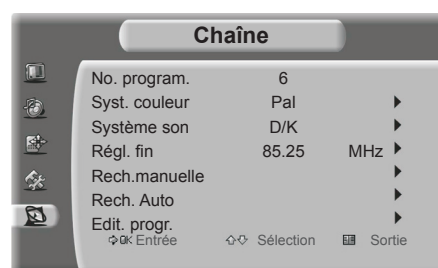 Chaîne
No. program. 6
Syst. couleur Pal
Système son D/K
Régl. fin 85.25 MHz
Rech.manuelle
Rech. Auto
Edit. progr.
OK Entrée Sélection Sortie